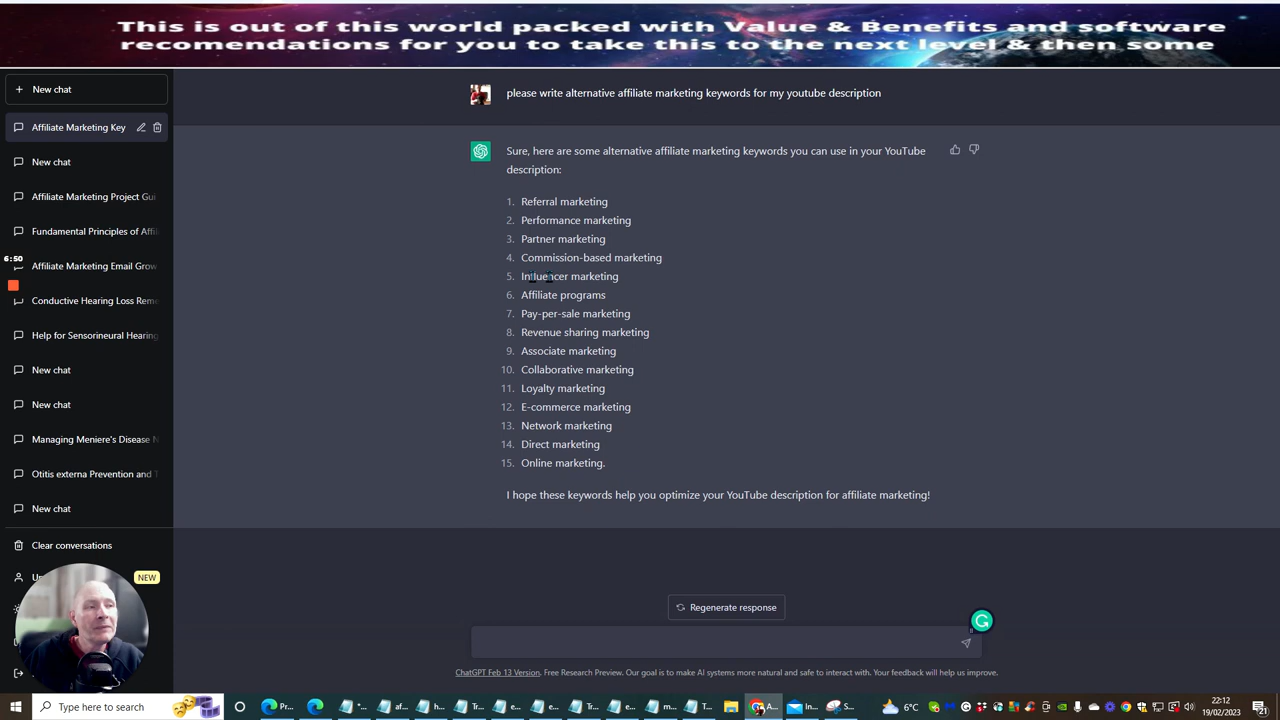 This is out of this world packed with Value & Benefits and software
recomendations for you to take this to the next level & then some
+ New chat
Affiliate Marketing Key
New chat
Affiliate Marketing Project Gui
Fundamental Principles of Affil
6:50
Affiliate Marketing Email Grow
Conductive Hearing Loss Reme
Help for Sensorineural Hearing
New chat
New chat
Managing Meniere's Disease N
Otitis externa Prevention and T
New chat
Clear conversations
NEW
please write alternative affiliate marketing keywords for my youtube description
Sure, here are some alternative affiliate marketing keywords you can use in your YouTube
description:
1. Referral marketing
2. Performance marketing
3. Partner marketing
4. Commission-based marketing
5. Influencer marketing
6. Affiliate programs
7. Pay-per-sale marketing
8. Revenue sharing marketing
9. Associate marketing
10. Collaborative marketing
11. Loyalty marketing
12. E-commerce marketing
13. Network marketing
14. Direct marketing
15. Online marketing.
I hope these keywords help you optimize your YouTube description for affiliate marketing!
Regenerate response
ChatGPT Feb 13 Version. Free Research Preview. Our goal is to make AI systems more natural and safe to interact with. Your feedback will help us improve.
Type here to search
Pr...
af...
h...
Tr...
e...
e...
Tr...
e...
m...
T...
A...
In...
S...
6°C
22:12
19/02/2023